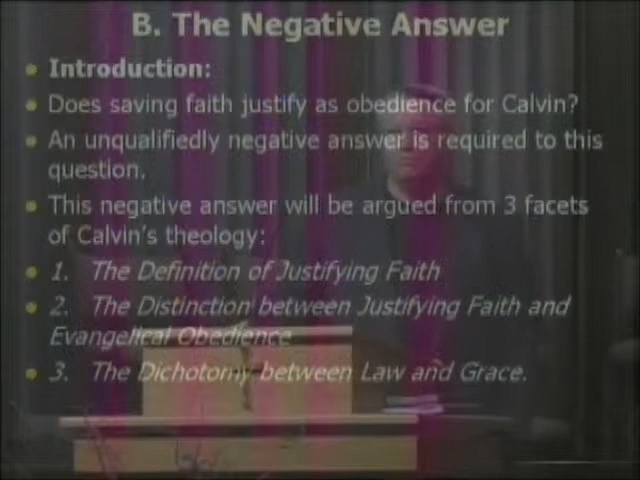 B. The Negative Answer
• Introduction:
• Does saving faith justify as obedience for Calvin?
• An unqualifiedly negative answer is required to this
question.
• This negative answer will be argued from 3 facets
of Calvin's theology:
• 1. The Definition of Justifying Faith
• 2. The Distinction between Justifying Faith and
Evangelical Obedience
• 3. The Dichotomy between Law and Grace.